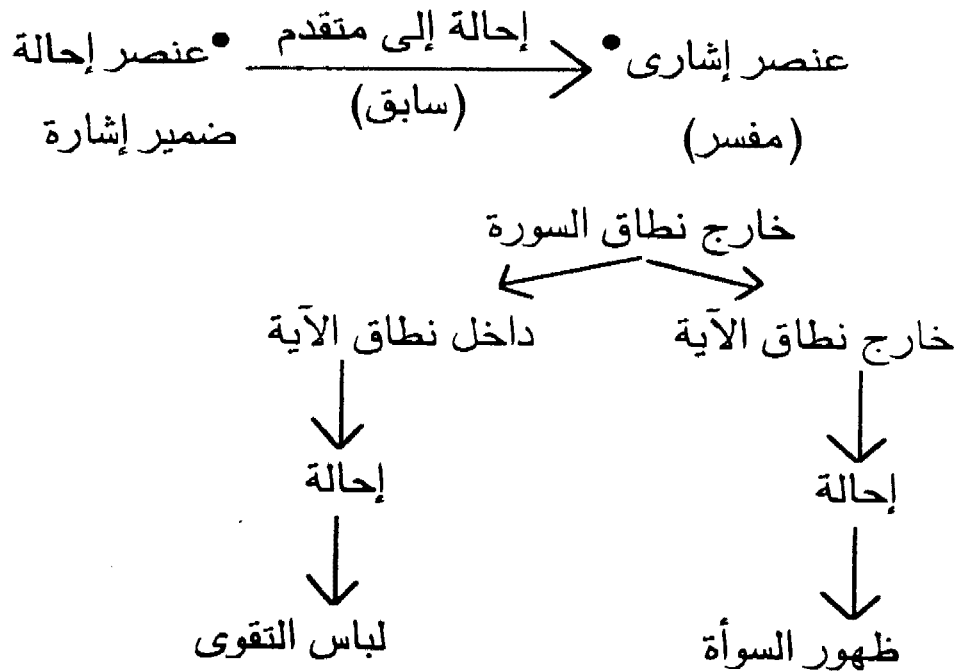 عنصر إشارى • إحالة إلى متقدم • عنصر إحالة
(مفسر) (سابق) ضمير إشارة
خارج نطاق السورة
خارج نطاق الآية داخل نطاق الآية
إحالة إحالة
ظهور السوأة لباس التقوى